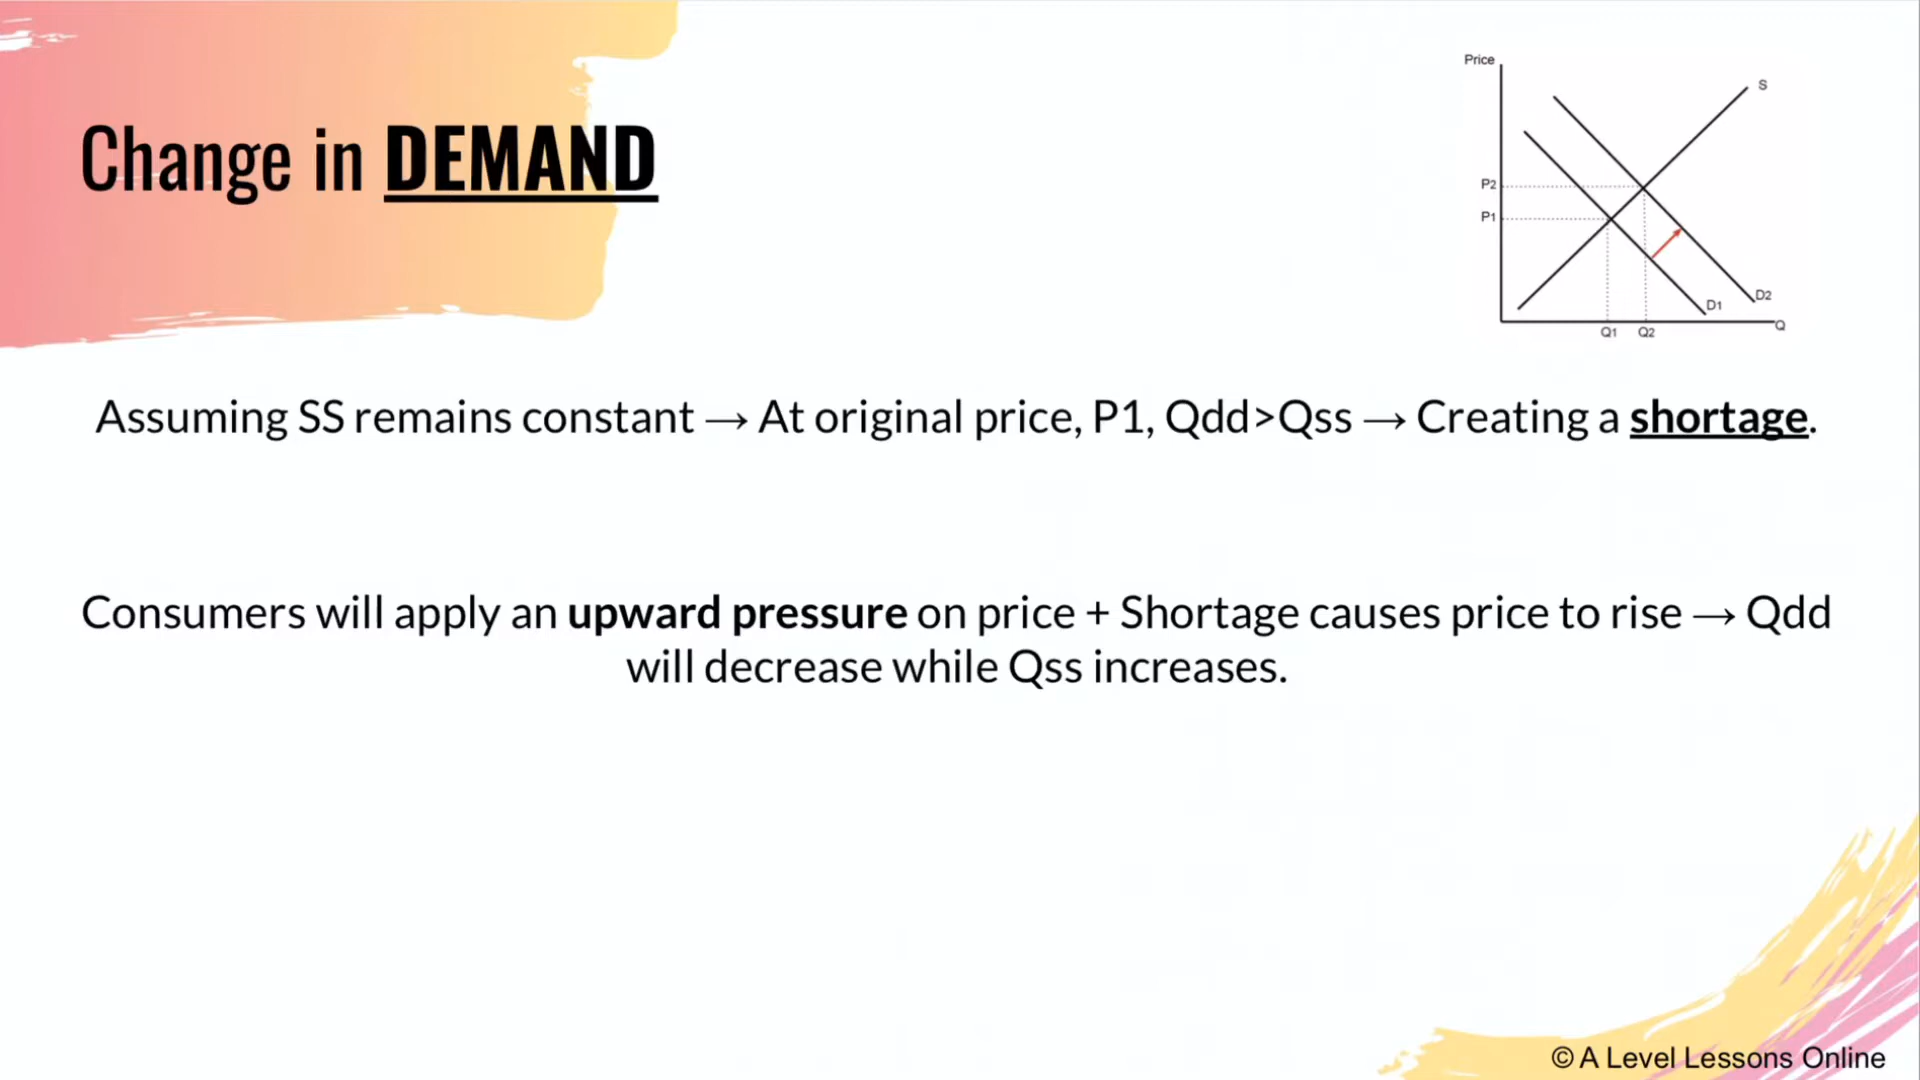 Change in DEMAND
Price
S
P2
P1
D1
D2
Q
Q1
Q2
Assuming SS remains constant → At original price, P1, Qdd>Qss → Creating a shortage.
Consumers will apply an upward pressure on price + Shortage causes price to rise → Qdd
will decrease while Qss increases.
© A Level Lessons Online